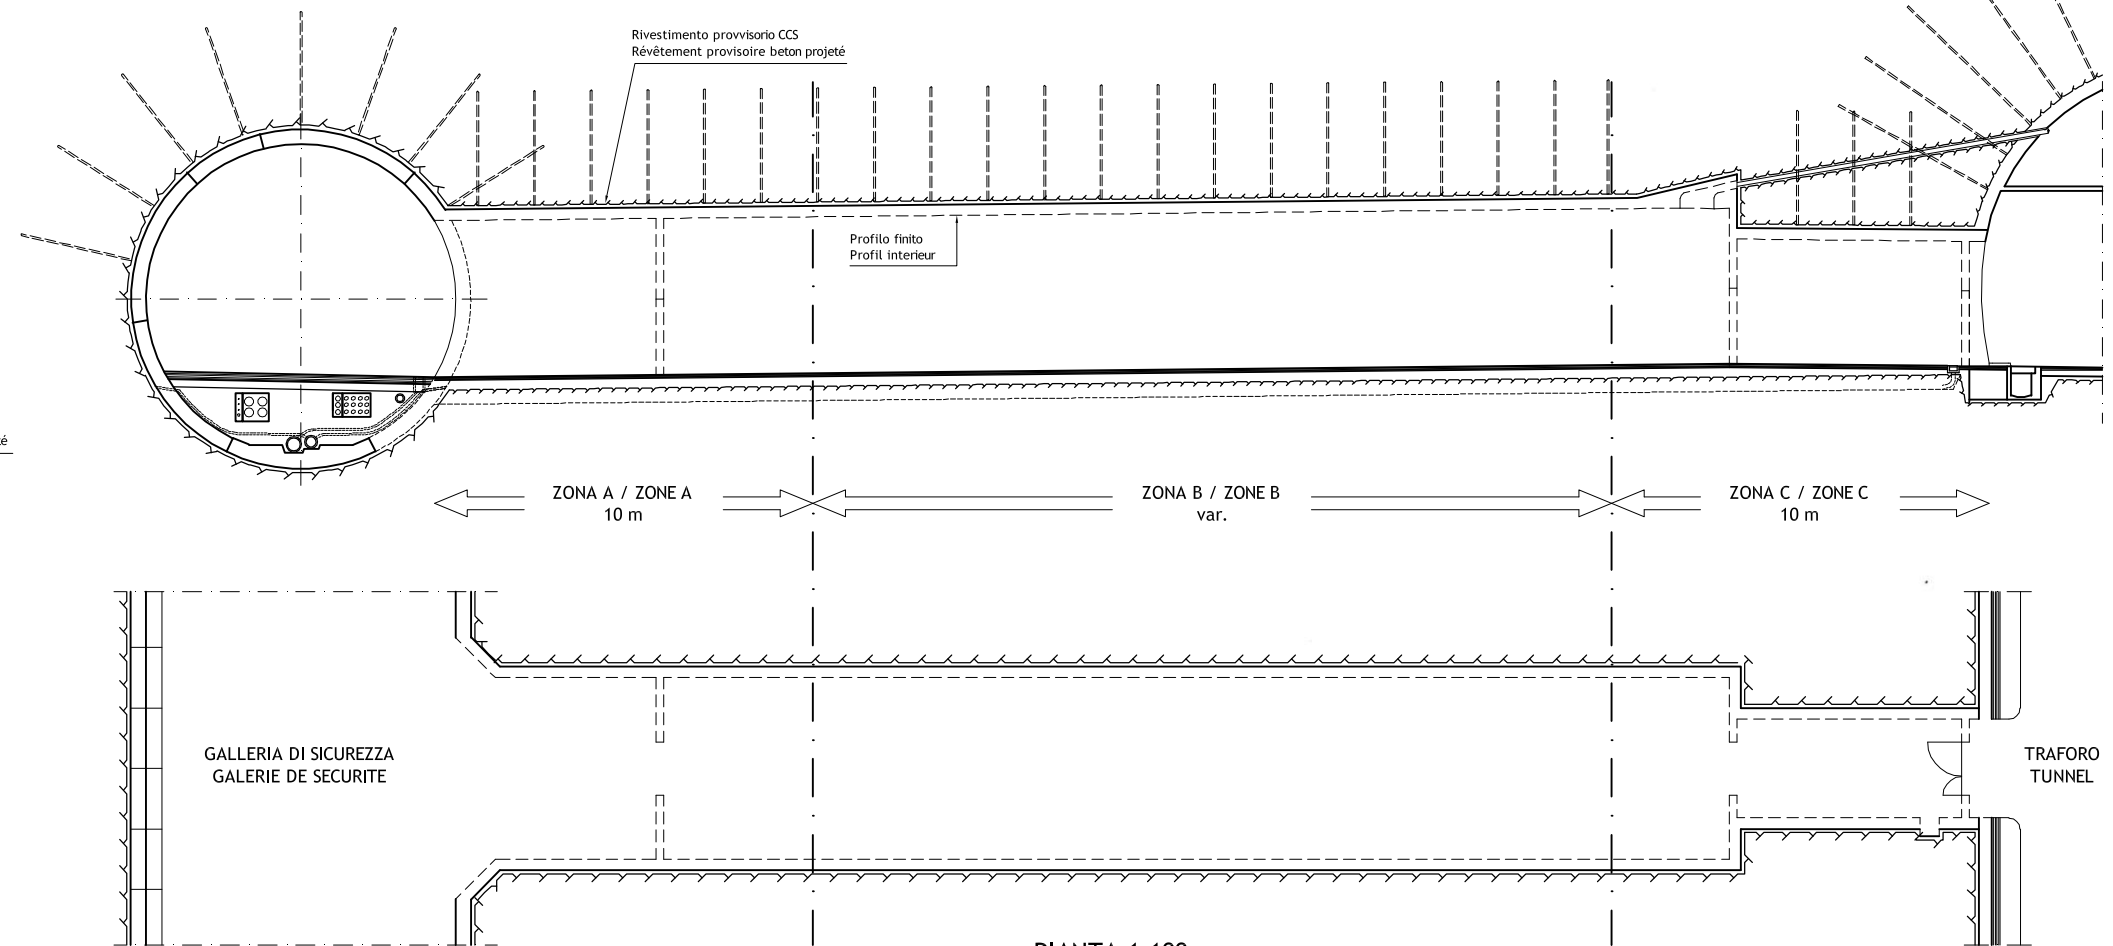 Rivestimento provvisorio CCS
Révêtement provisoire beton projeté
Profilo finito
Profil interieur
ZONA A / ZONE A
10 m
ZONA B / ZONE B
var.
ZONA C / ZONE C
10 m
GALLERIA DI SICUREZZA
GALERIE DE SECURITE
TRAFORO
TUNNEL
PIANTA